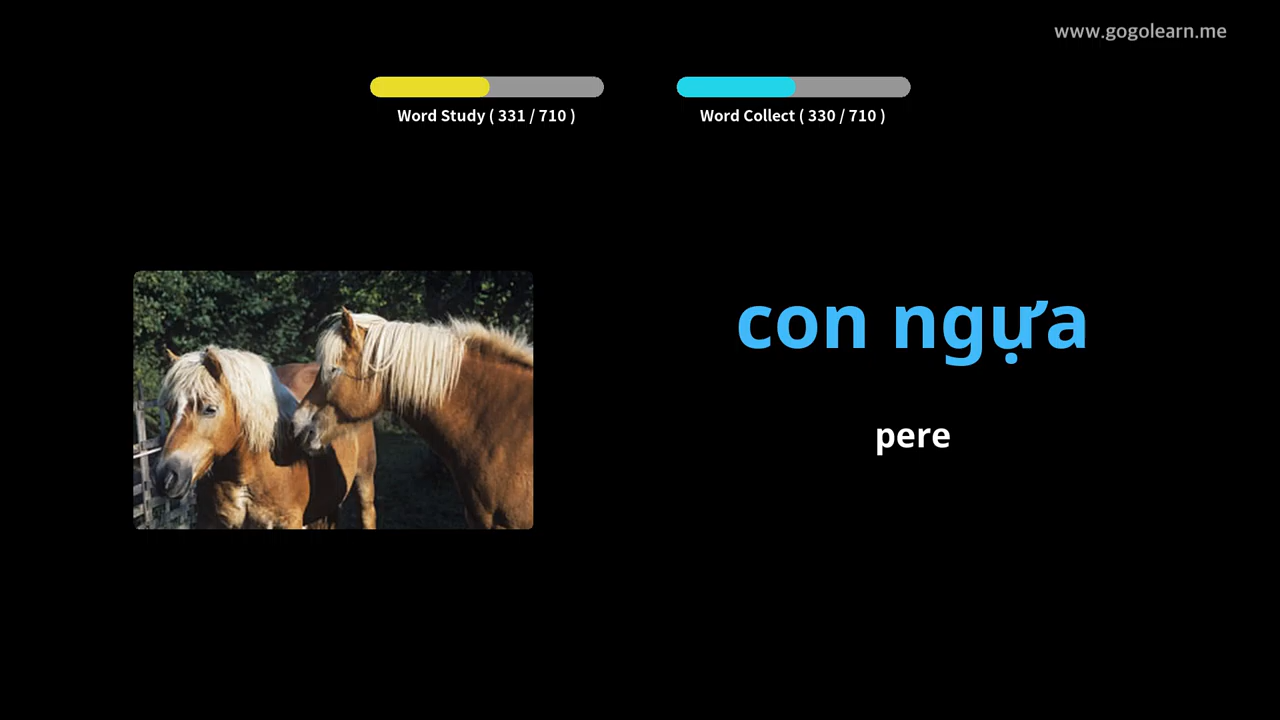 www.gogolearn.me
Word Study ( 331 / 710 )
Word Collect ( 330 / 710 )
con ngựa
pere